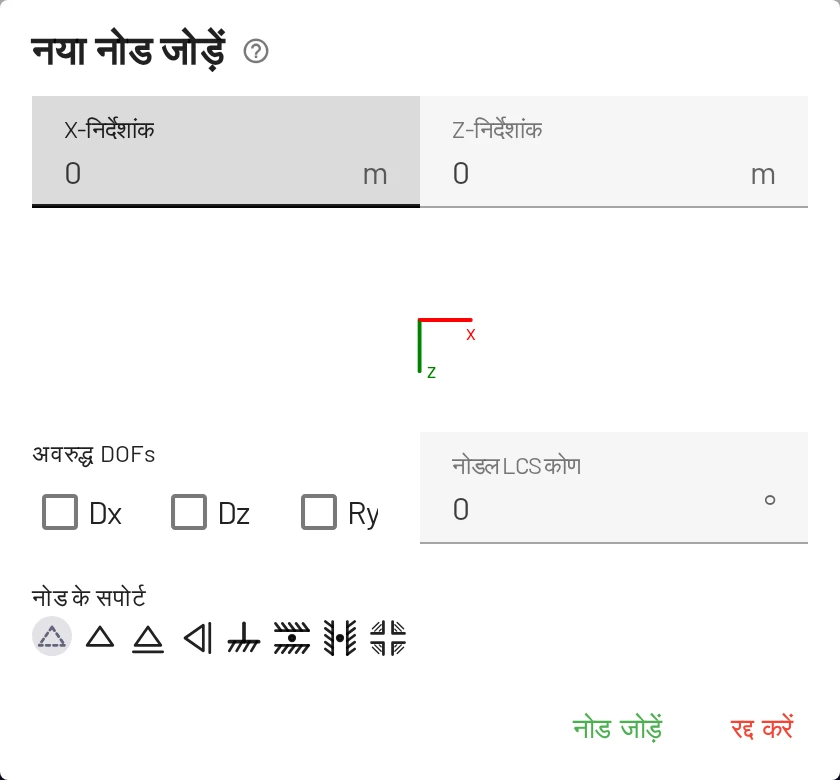 नया नोड जोड़ें ?
X-निर्देशांक Z-निर्देशांक
0 m 0 m
x
z
अवरुद्ध DOFs
नोडल LCS कोण
Dx Dz Ry
0 °
नोड के सपोर्ट
नोड जोड़ें रद्द करें